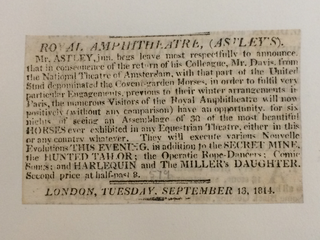 ROYAL AMPHITHEATRE, (ASTLEY'S).
Mr. ASTLEY, jun. begs leave most respectfully to announce,
that in consequence of the return of his Colleague, Mr. Davis, from
the National Theatre of Amsterdam, with that part of the United
Stud denominated the Covent-garden Horses, in order to fulfil very
particular Engagements, previous to their winter arrangements in
Paris, the numerous Visitors of the Royal Amphitheatre will now
positively (without any comparison) have an opportunity, for six
nights, of seeing an Assemblage of 30 of the most beautiful
HORSES ever exhibited in any Equestrian Theatre, either in this
or any country whatever. They will execute various Nouvelle
Evolutions THIS EVENING, in addition to the SECRET MINE,
the HUNTED TAILOR; the Operatic Rope-Dancers; Comic
Songs; and HARLEQUIN and The MILLER'S DAUGHTER.
Second price at half-past 8.
LONDON, TUESDAY, SEPTEMBER 13, 1814.